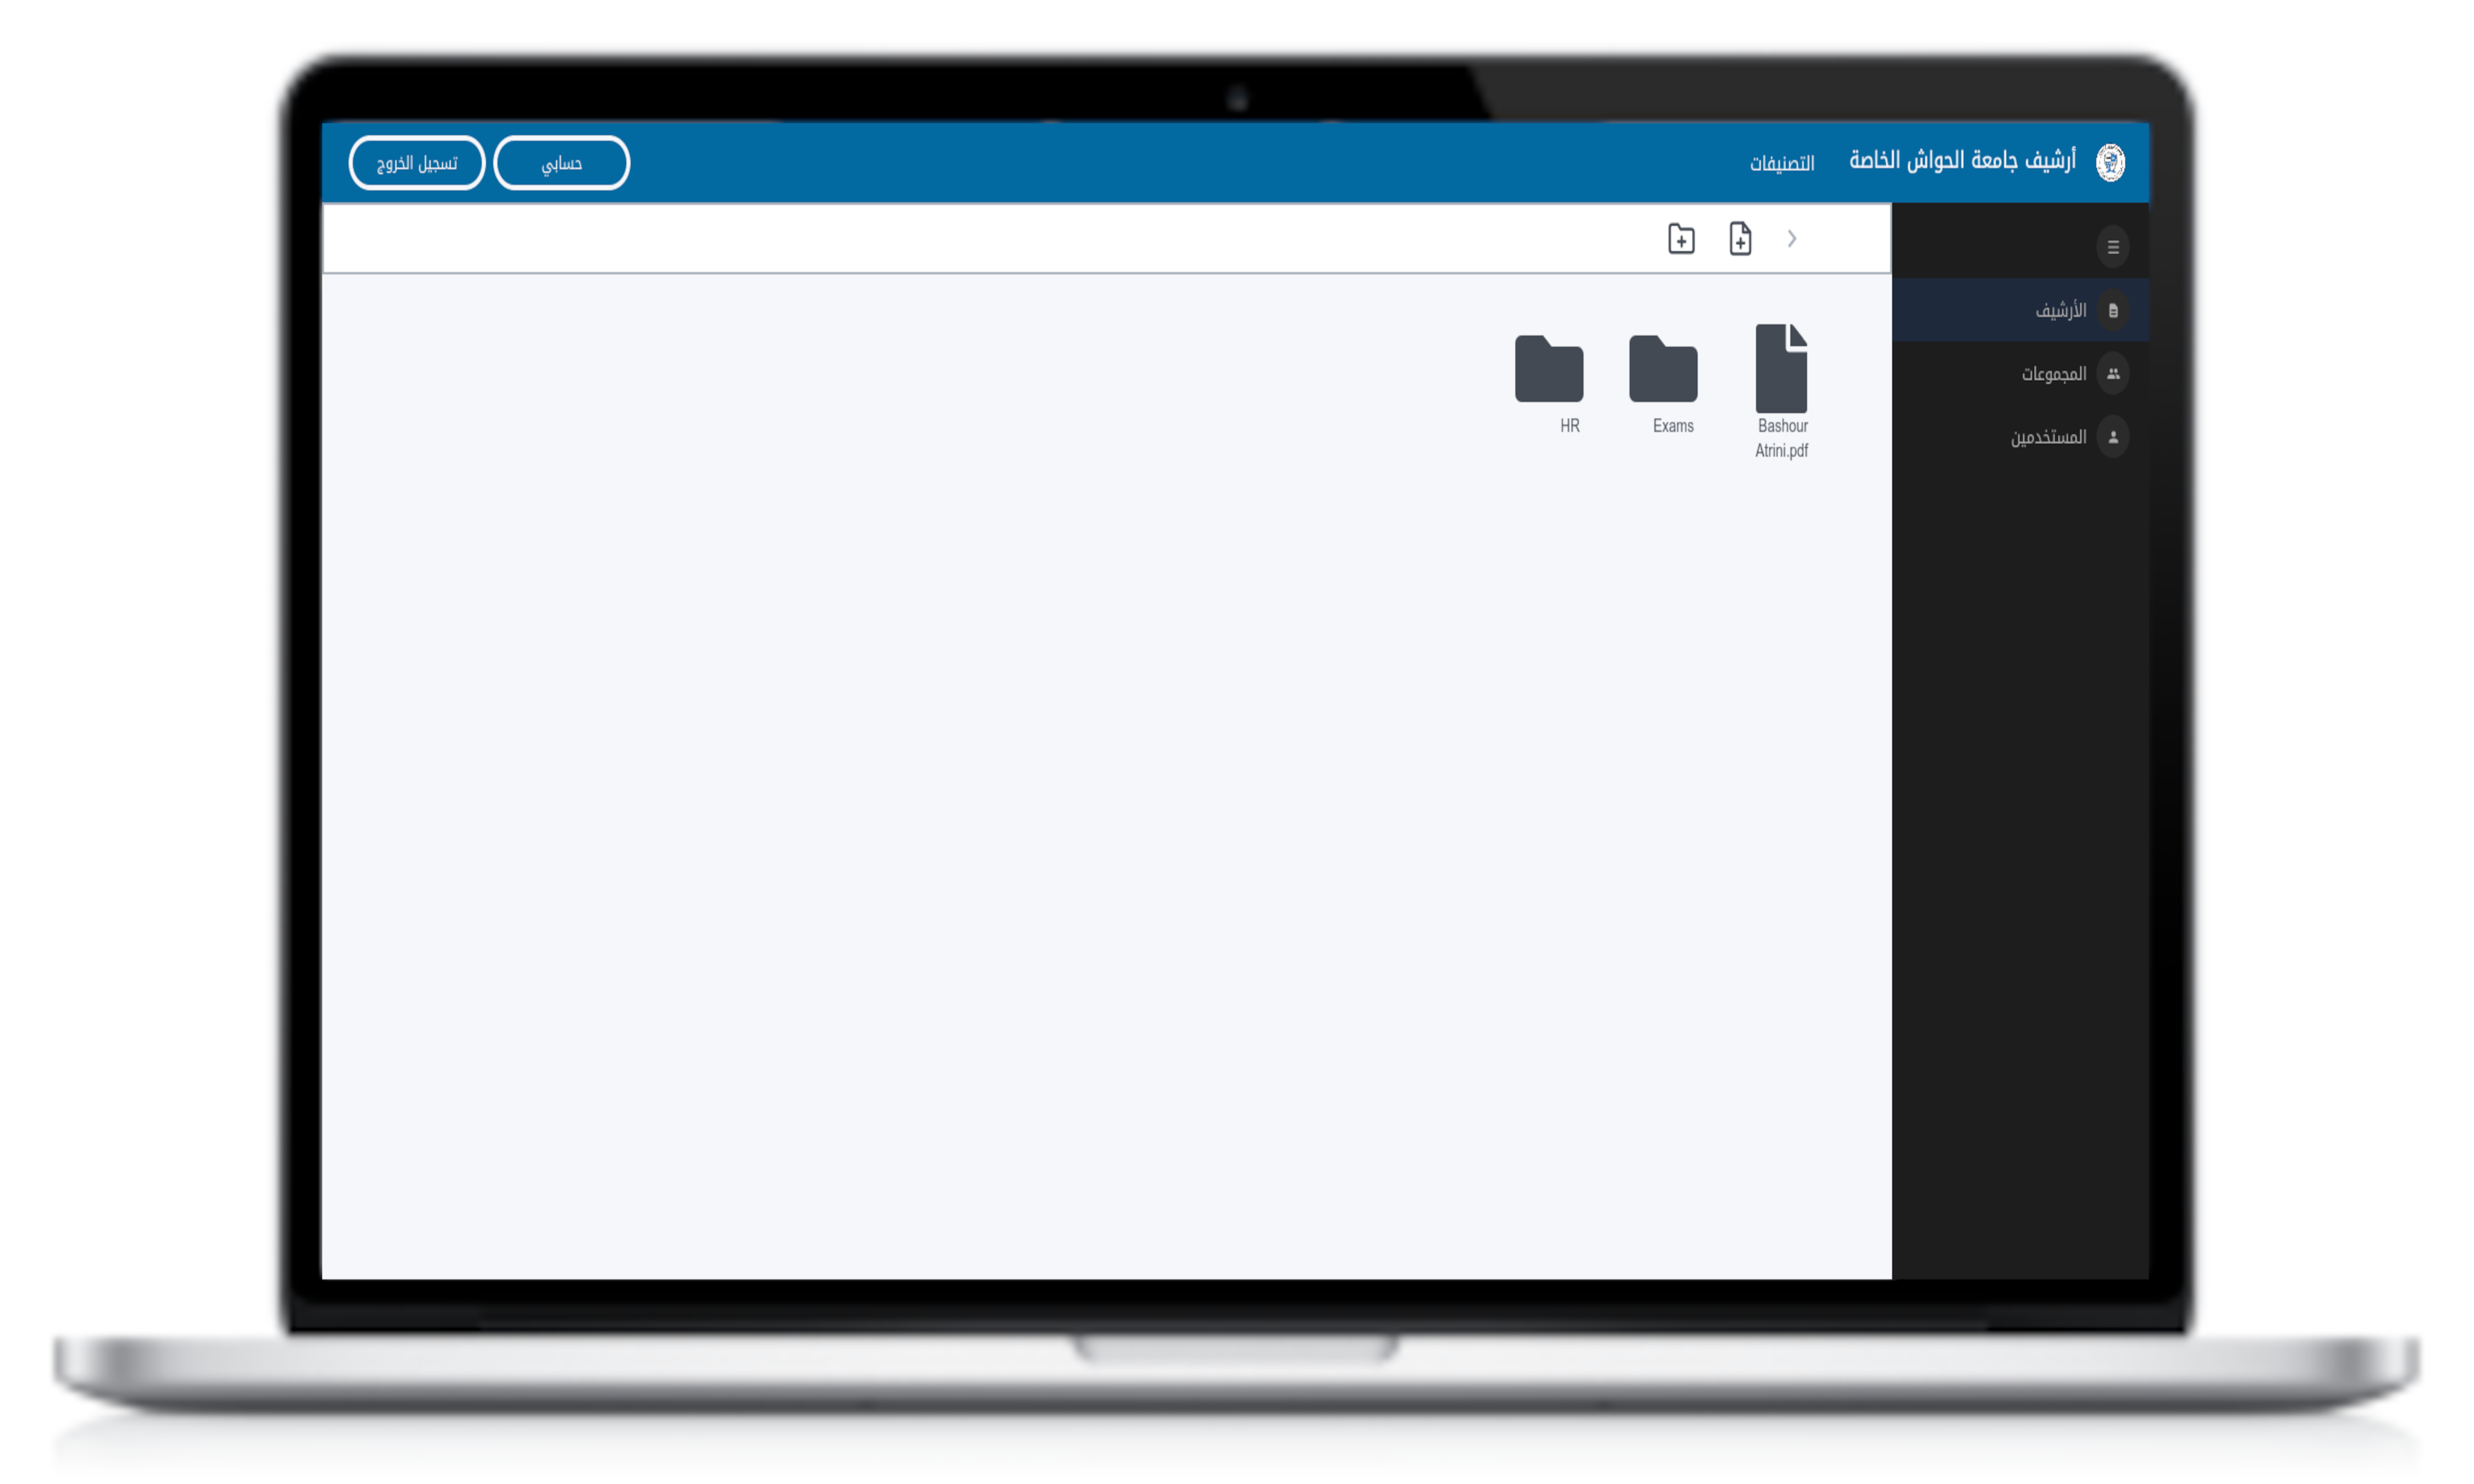 أرشيف جامعة الحواش الخاصة
التصنيفات
حسابي
تسجيل الخروج
الأرشيف
المجموعات
المستخدمين
Bashour
Atrini.pdf
Exams
HR